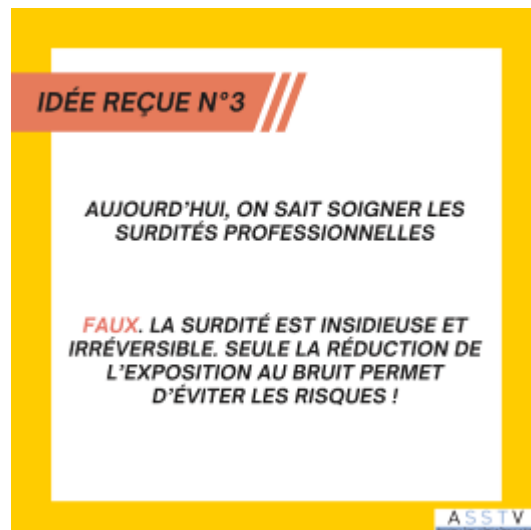 IDÉE REÇUE N°3
AUJOURD'HUI, ON SAIT SOIGNER LES
SURDITÉS PROFESSIONNELLES
FAUX. LA SURDITÉ EST INSIDIEUSE ET
IRRÉVERSIBLE. SEULE LA RÉDUCTION DE
L'EXPOSITION AU BRUIT PERMET
D'ÉVITER LES RISQUES !
ASSTV